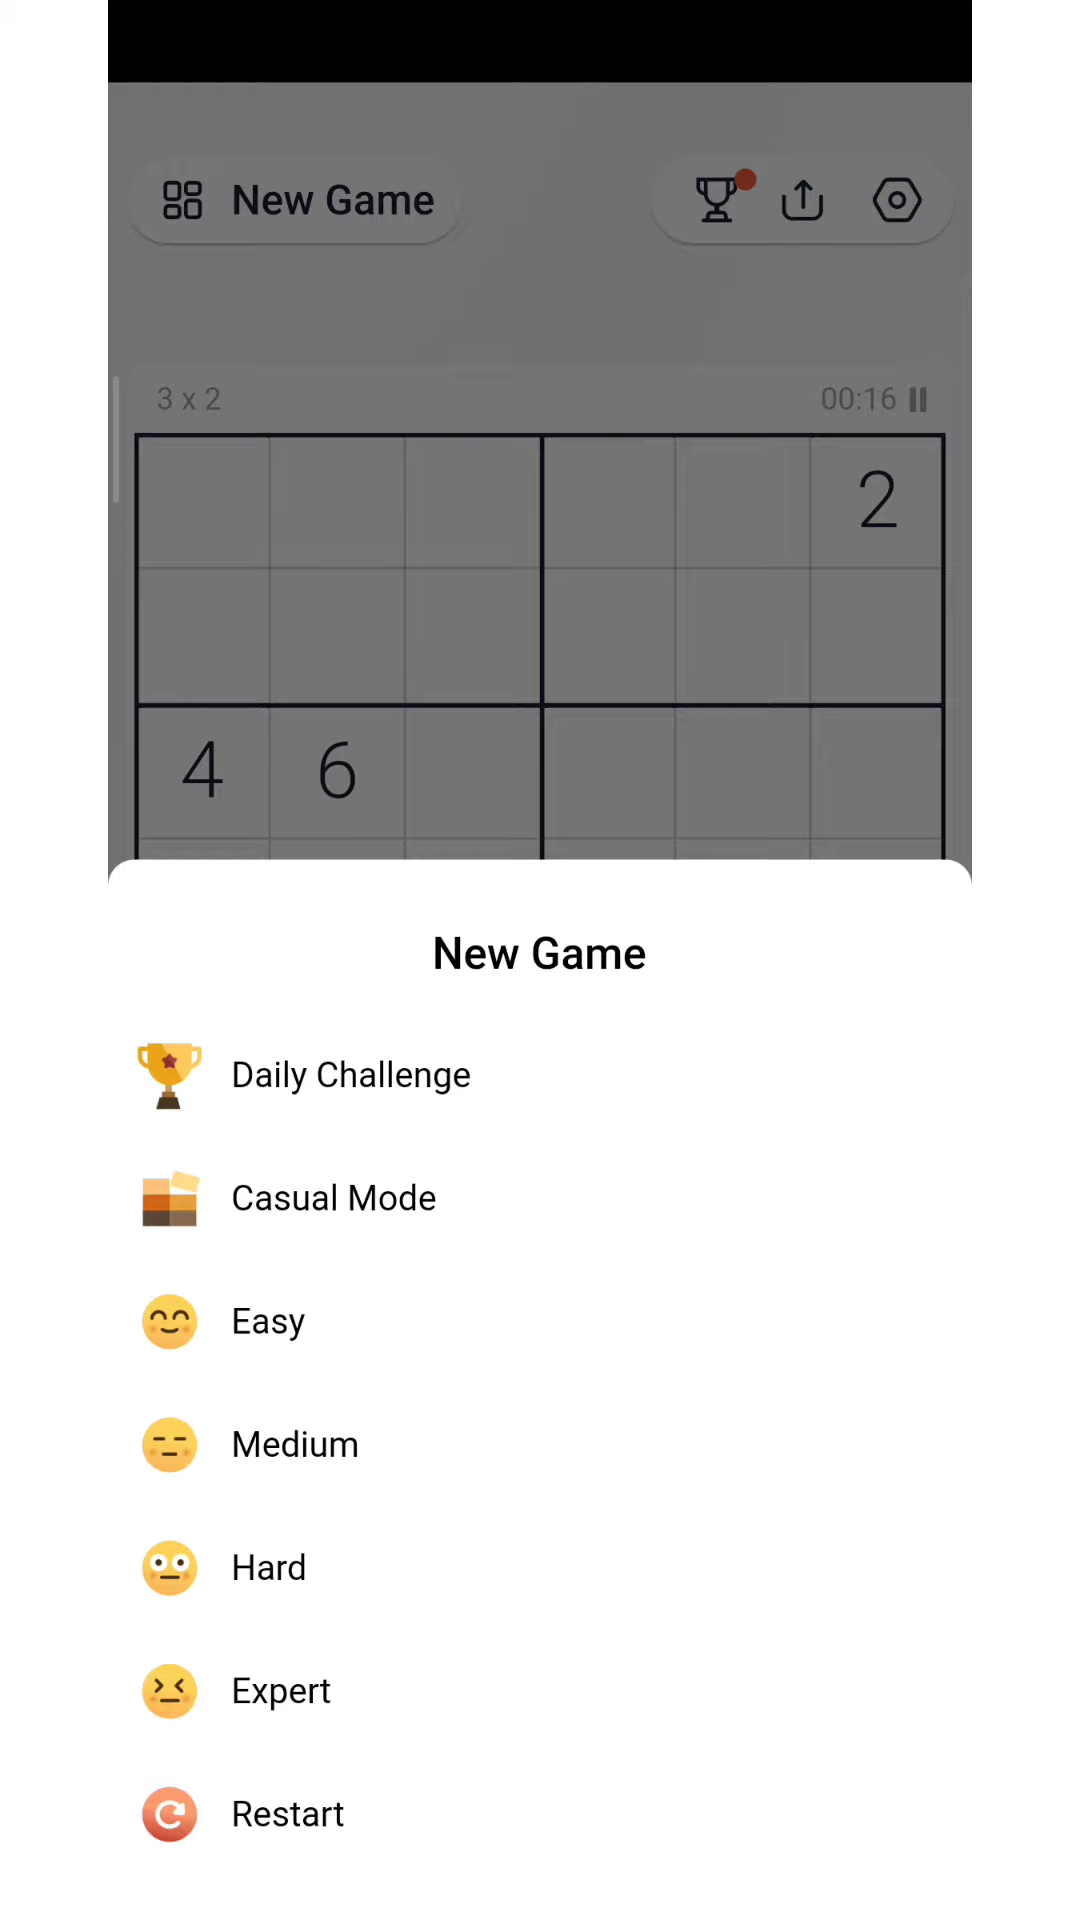 New Game
3 x 2 00:16
2
4 6
New Game
Daily Challenge
Casual Mode
Easy
Medium
Hard
Expert
Restart